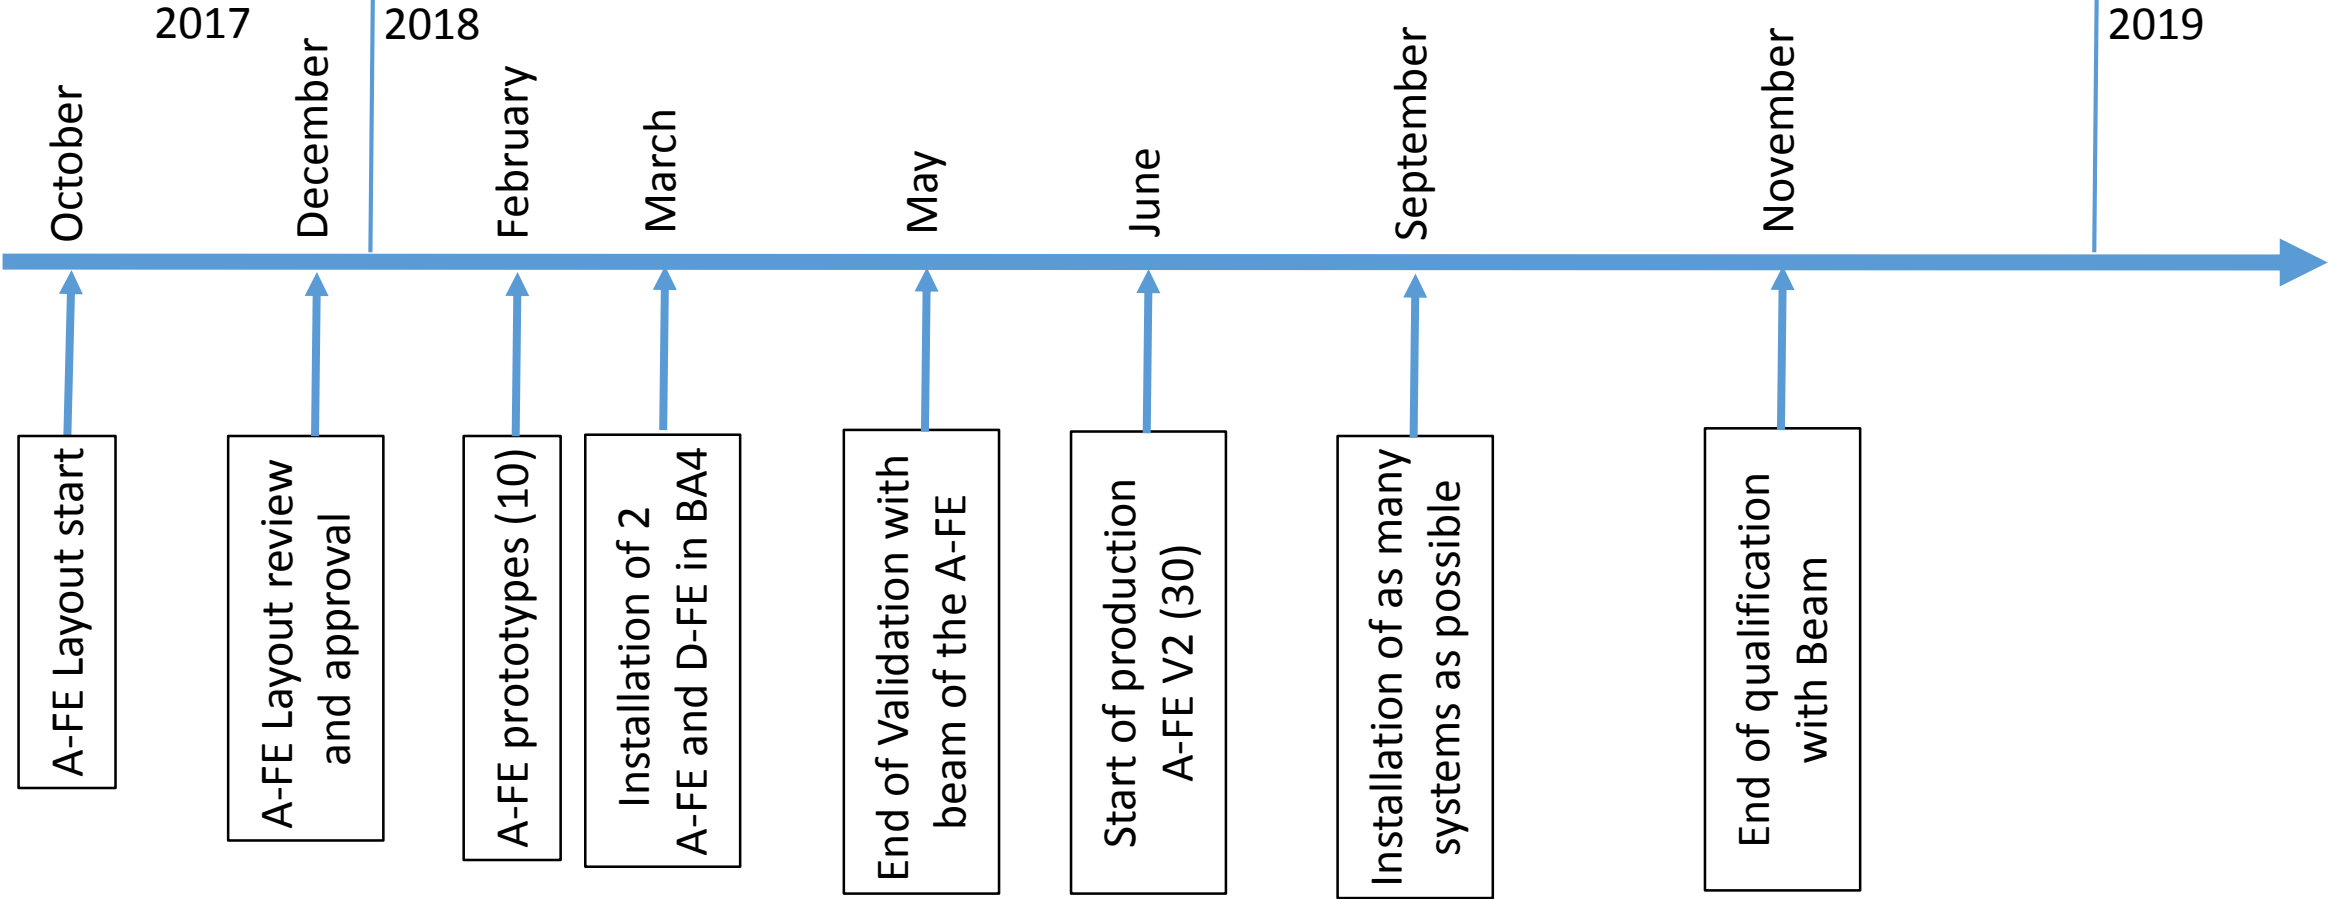 2017
2018
2019
October
December
February
March
May
June
September
November
A-FE Layout start
A-FE Layout review
and approval
A-FE prototypes (10)
Installation of 2
A-FE and D-FE in BA4
End of Validation with
beam of the A-FE
Start of production
A-FE V2 (30)
Installation of as many
systems as possible
End of qualification
with Beam